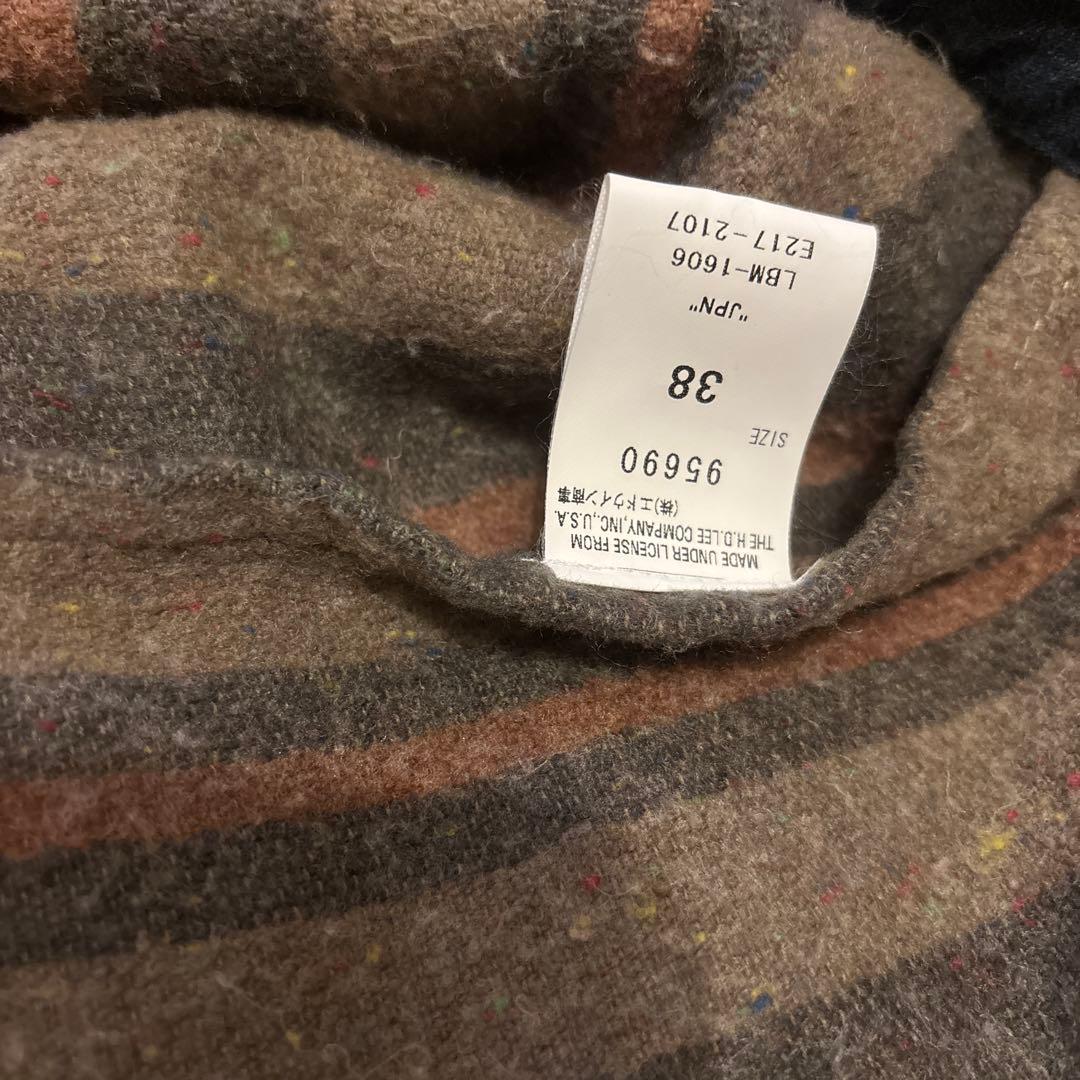 MADE UNDER LICENSE FROM
THE H.D.LEE COMPANY,INC.,U.S.A.
(株)エドウイン商事
95690
SIZE
38
"JPN"
LBM-1606
E217-2107